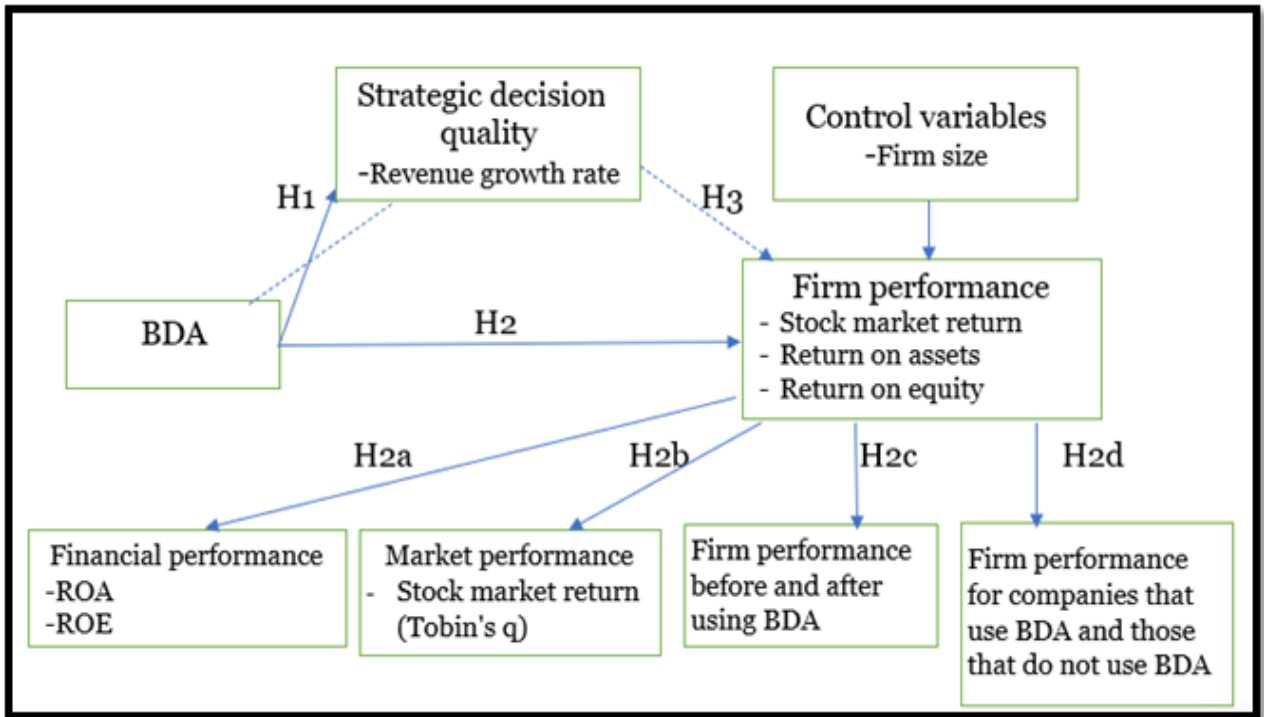 Strategic decision
quality
-Revenue growth rate
Control variables
-Firm size
H1
H3
BDA
H2
Firm performance
- Stock market return
- Return on assets
- Return on equity
H2a
H2b
H2c
H2d
Financial performance
-ROA
-ROE
Market performance
- Stock market return
(Tobin's q)
Firm performance
before and after
using BDA
Firm performance
for companies that
use BDA and those
that do not use BDA